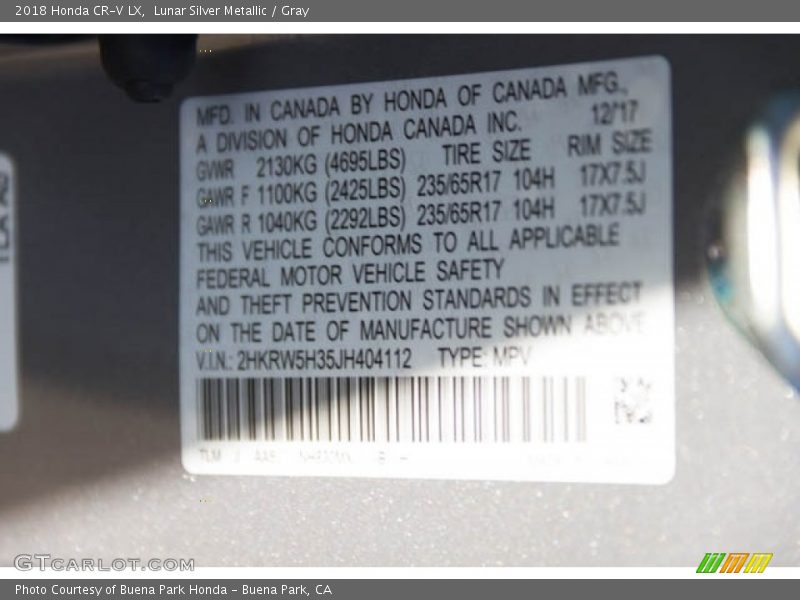 2018 Honda CR-V LX, Lunar Silver Metallic / Gray
MFD. IN CANADA BY HONDA OF CANADA MFG.,
A DIVISION OF HONDA CANADA INC. 12/17
GVWR 2130KG (4695LBS) TIRE SIZE RIM SIZE
GAWR F 1100KG (2425LBS) 235/65R17 104H 17X7.5J
GAWR R 1040KG (2292LBS) 235/65R17 104H 17X7.5J
THIS VEHICLE CONFORMS TO ALL APPLICABLE
FEDERAL MOTOR VEHICLE SAFETY
AND THEFT PREVENTION STANDARDS IN EFFECT
ON THE DATE OF MANUFACTURE SHOWN ABOVE
V.I.N.: 2HKRW5H35JH404112 TYPE: MPV
GTcarlot.com
Photo Courtesy of Buena Park Honda - Buena Park, CA